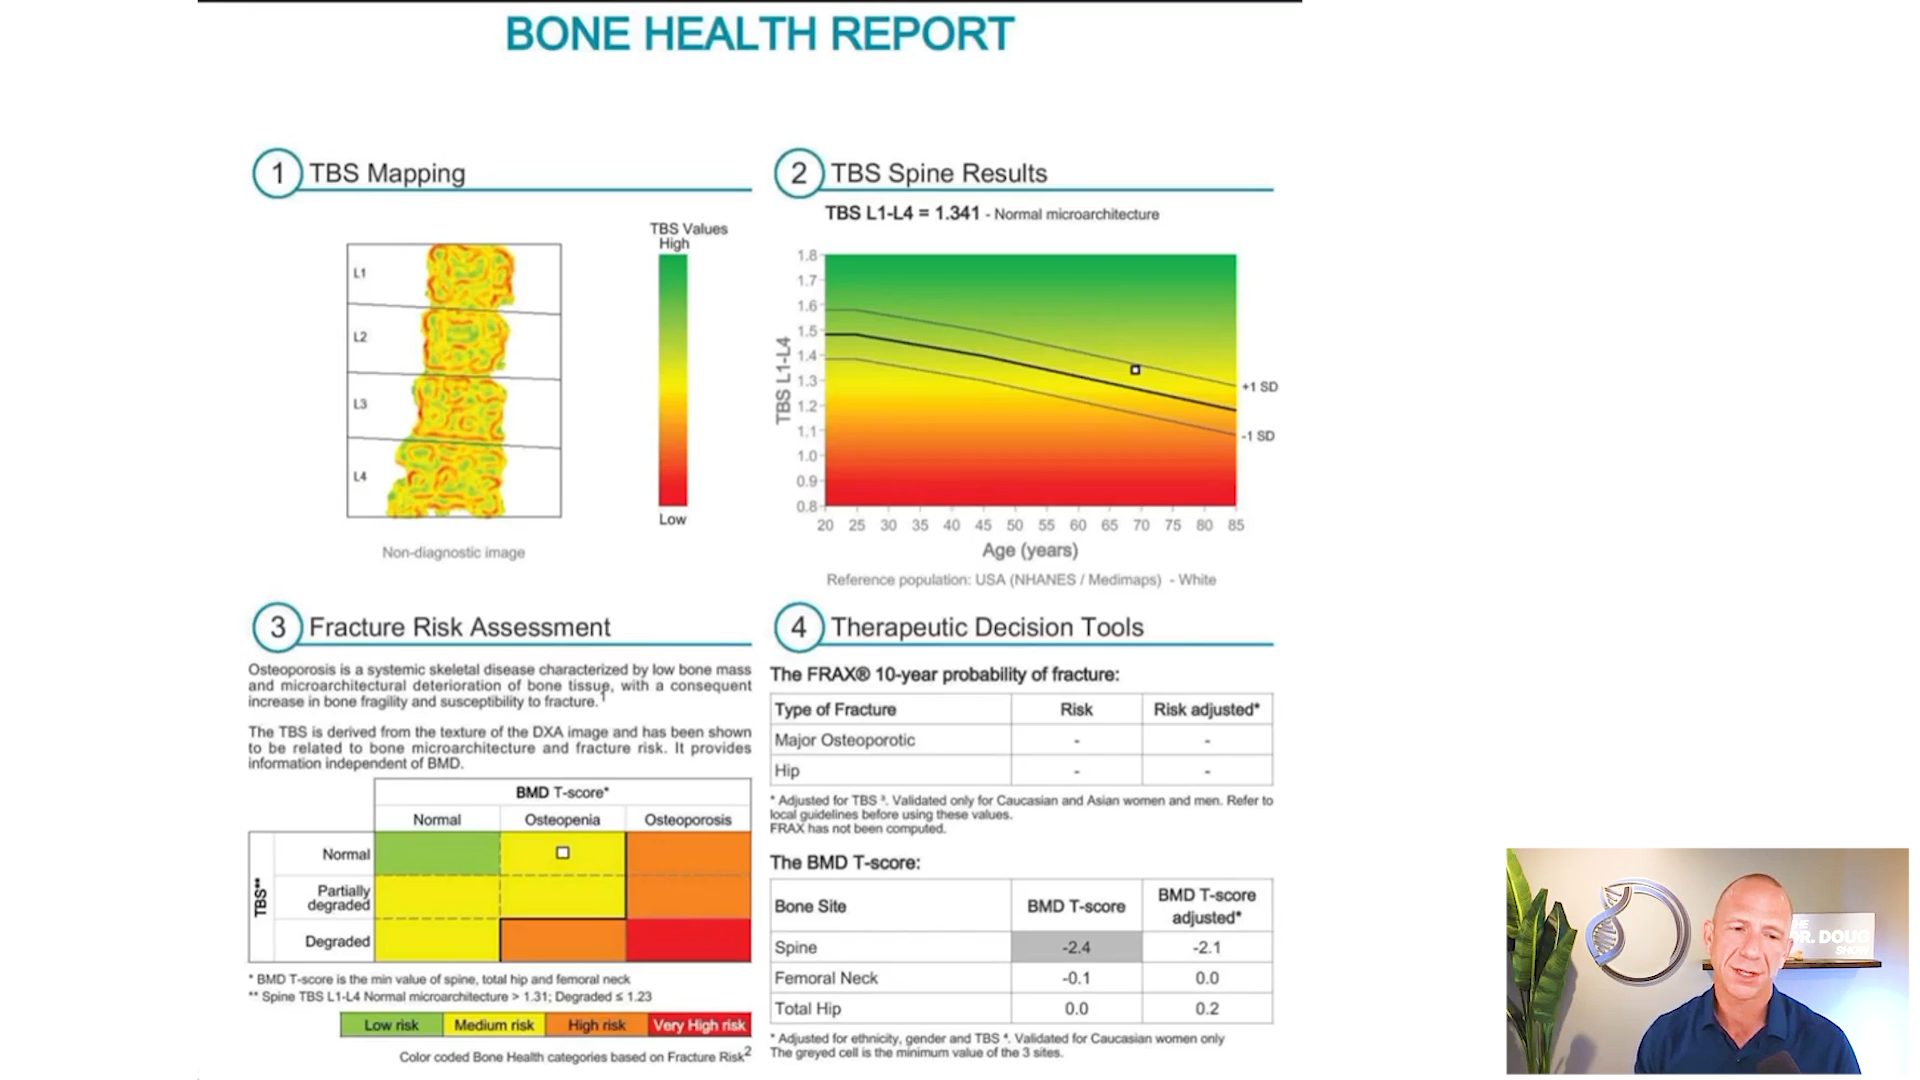 BONE HEALTH REPORT
1 TBS Mapping
TBS Values
High
L1
L2
L3
L4
Low
Non-diagnostic image
2 TBS Spine Results
TBS L1-L4 = 1.341 - Normal microarchitecture
TBS L1-L4
1.8
1.7
1.6
1.5
1.4
1.3
1.2
1.1
1.0
0.9
0.8
+1 SD
-1 SD
20 25 30 35 40 45 50 55 60 65 70 75 80 85
Age (years)
Reference population: USA (NHANES / Medimaps) - White
3 Fracture Risk Assessment
Osteoporosis is a systemic skeletal disease characterized by low bone mass
and microarchitectural deterioration of bone tissue, with a consequent
increase in bone fragility and susceptibility to fracture.1
The TBS is derived from the texture of the DXA image and has been shown
to be related to bone microarchitecture and fracture risk. It provides
information independent of BMD.
BMD T-score*
Normal Osteopenia Osteoporosis
TBS**
Normal
Partially
degraded
Degraded
* BMD T-score is the min value of spine, total hip and femoral neck
** Spine TBS L1-L4 Normal microarchitecture > 1.31; Degraded ≤ 1.23
Low risk Medium risk High risk Very High risk
Color coded Bone Health categories based on Fracture Risk2
4 Therapeutic Decision Tools
The FRAX® 10-year probability of fracture:
Type of Fracture Risk Risk adjusted*
Major Osteoporotic - -
Hip - -
* Adjusted for TBS 3. Validated only for Caucasian and Asian women and men. Refer to
local guidelines before using these values.
FRAX has not been computed.
The BMD T-score:
Bone Site BMD T-score BMD T-score
adjusted*
Spine -2.4 -2.1
Femoral Neck -0.1 0.0
Total Hip 0.0 0.2
* Adjusted for ethnicity, gender and TBS 4. Validated for Caucasian women only
The greyed cell is the minimum value of the 3 sites.
DR. DOUG